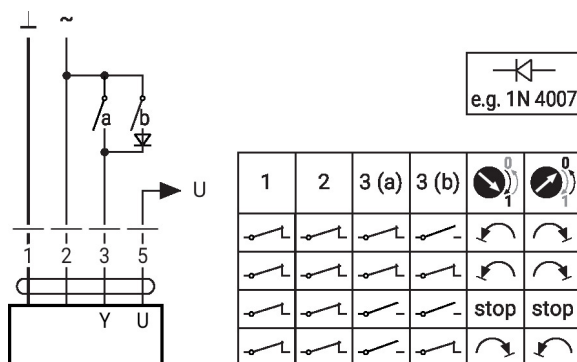 ⊥ ~
a b
e.g. 1N 4007
U
1 2 3 5
Y U
1 2 3 (a) 3 (b) 0 1 0 1
stop stop